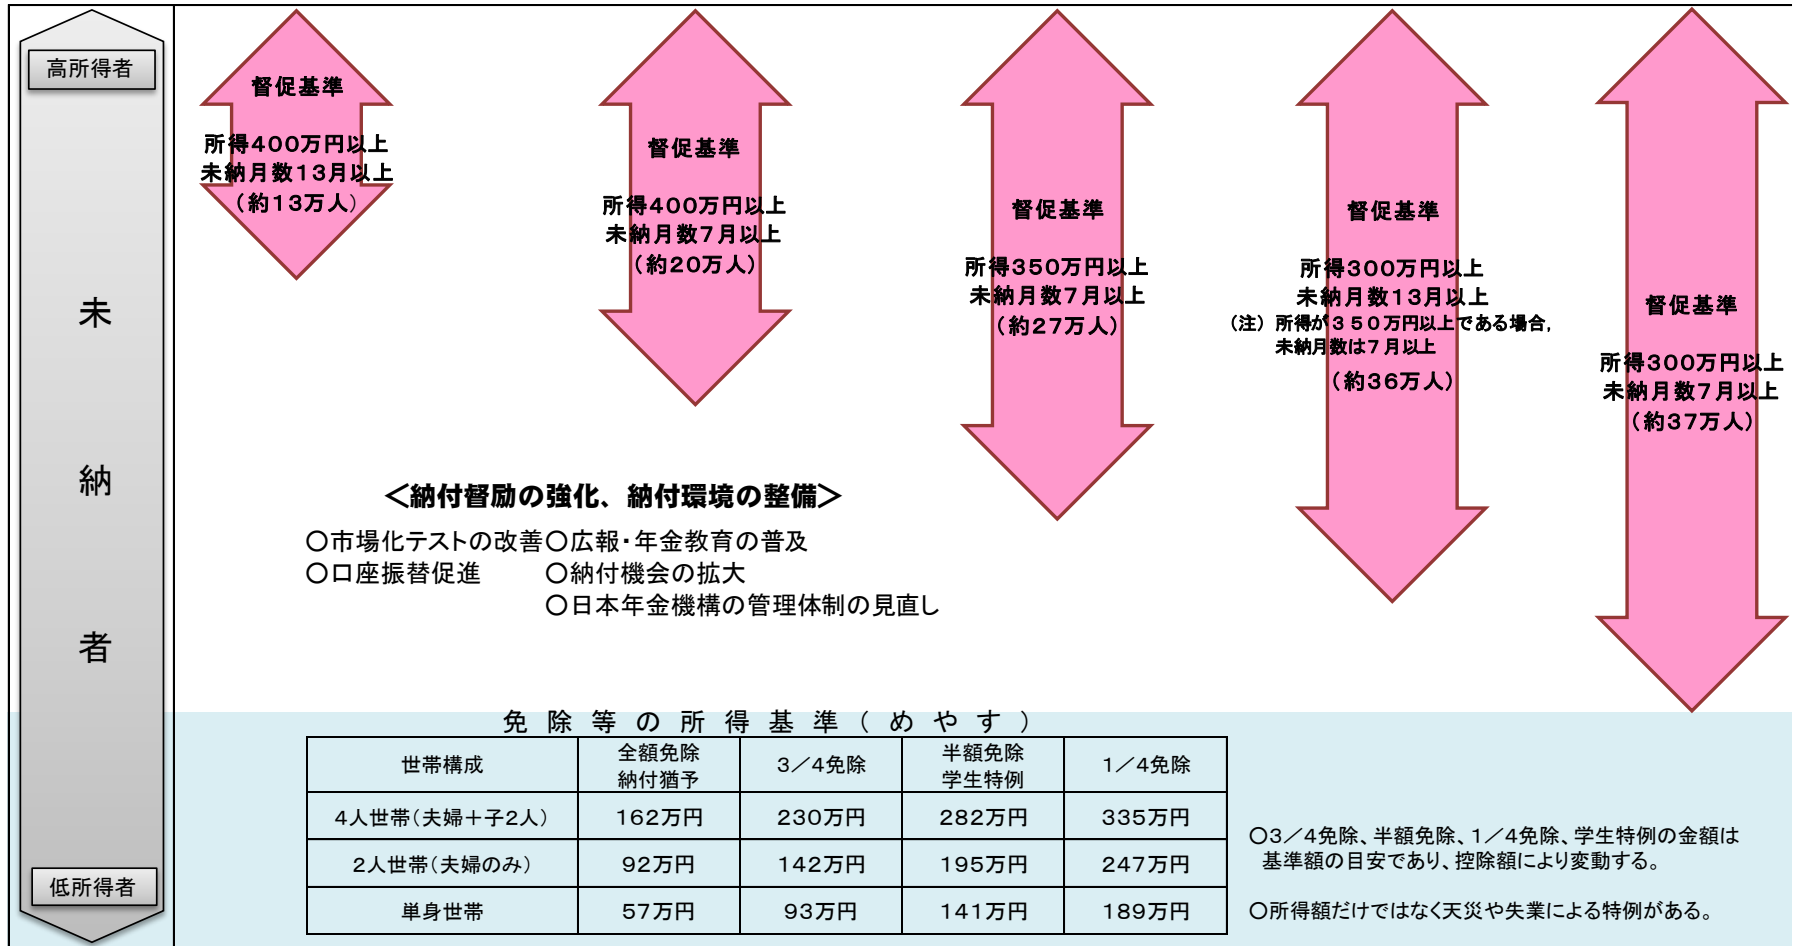 高所得者
未
納
者
低所得者
督促基準
所得400万円以上
未納月数13月以上
(約13万人)
督促基準
所得400万円以上
未納月数7月以上
(約20万人)
督促基準
所得350万円以上
未納月数7月以上
(約27万人)
督促基準
所得300万円以上
未納月数13月以上
(注) 所得が350万円以上である場合,
未納月数は7月以上
(約36万人)
督促基準
所得300万円以上
未納月数7月以上
(約37万人)
<納付督励の強化、納付環境の整備>
○市場化テストの改善○広報・年金教育の普及
○口座振替促進 ○納付機会の拡大
○日本年金機構の管理体制の見直し
免除等の所得基準(めやす)
世帯構成 全額免除 3/4免除 半額免除 1/4免除
納付猶予 学生特例
4人世帯(夫婦+子2人) 162万円 230万円 282万円 335万円
2人世帯(夫婦のみ) 92万円 142万円 195万円 247万円
単身世帯 57万円 93万円 141万円 189万円
○3/4免除、半額免除、1/4免除、学生特例の金額は
基準額の目安であり、控除額により変動する。
○所得額だけではなく天災や失業による特例がある。